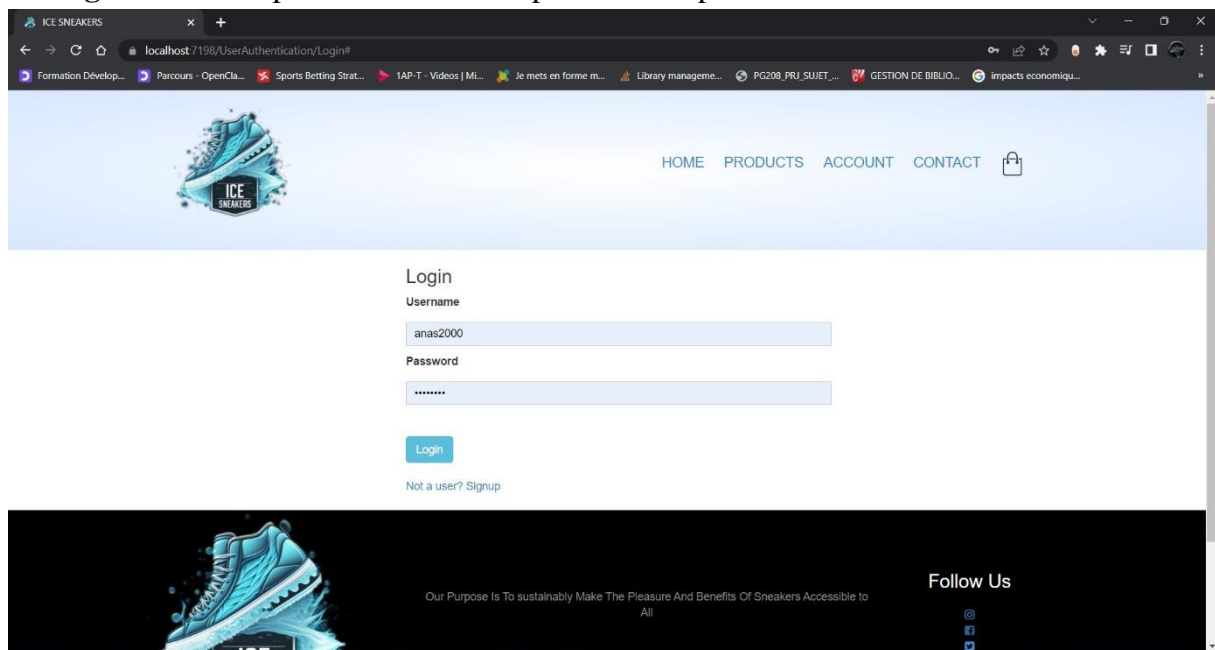 ICE SNEAKERS
localhost:7198/UserAuthentication/Login#
Formation Dévelop... Parcours - OpenCla... Sports Betting Strat... 1AP-T - Videos | Mi... Je mets en forme m... Library manageme... PG208_PRJ_SUJET_... GESTION DE BIBLIO... impacts economiqu... »
ICE
SNEAKERS
HOME PRODUCTS ACCOUNT CONTACT
Login
Username
anas2000
Password
••••••••
Login
Not a user? Signup
Our Purpose Is To sustainably Make The Pleasure And Benefits Of Sneakers Accessible to
All
Follow Us
ICE